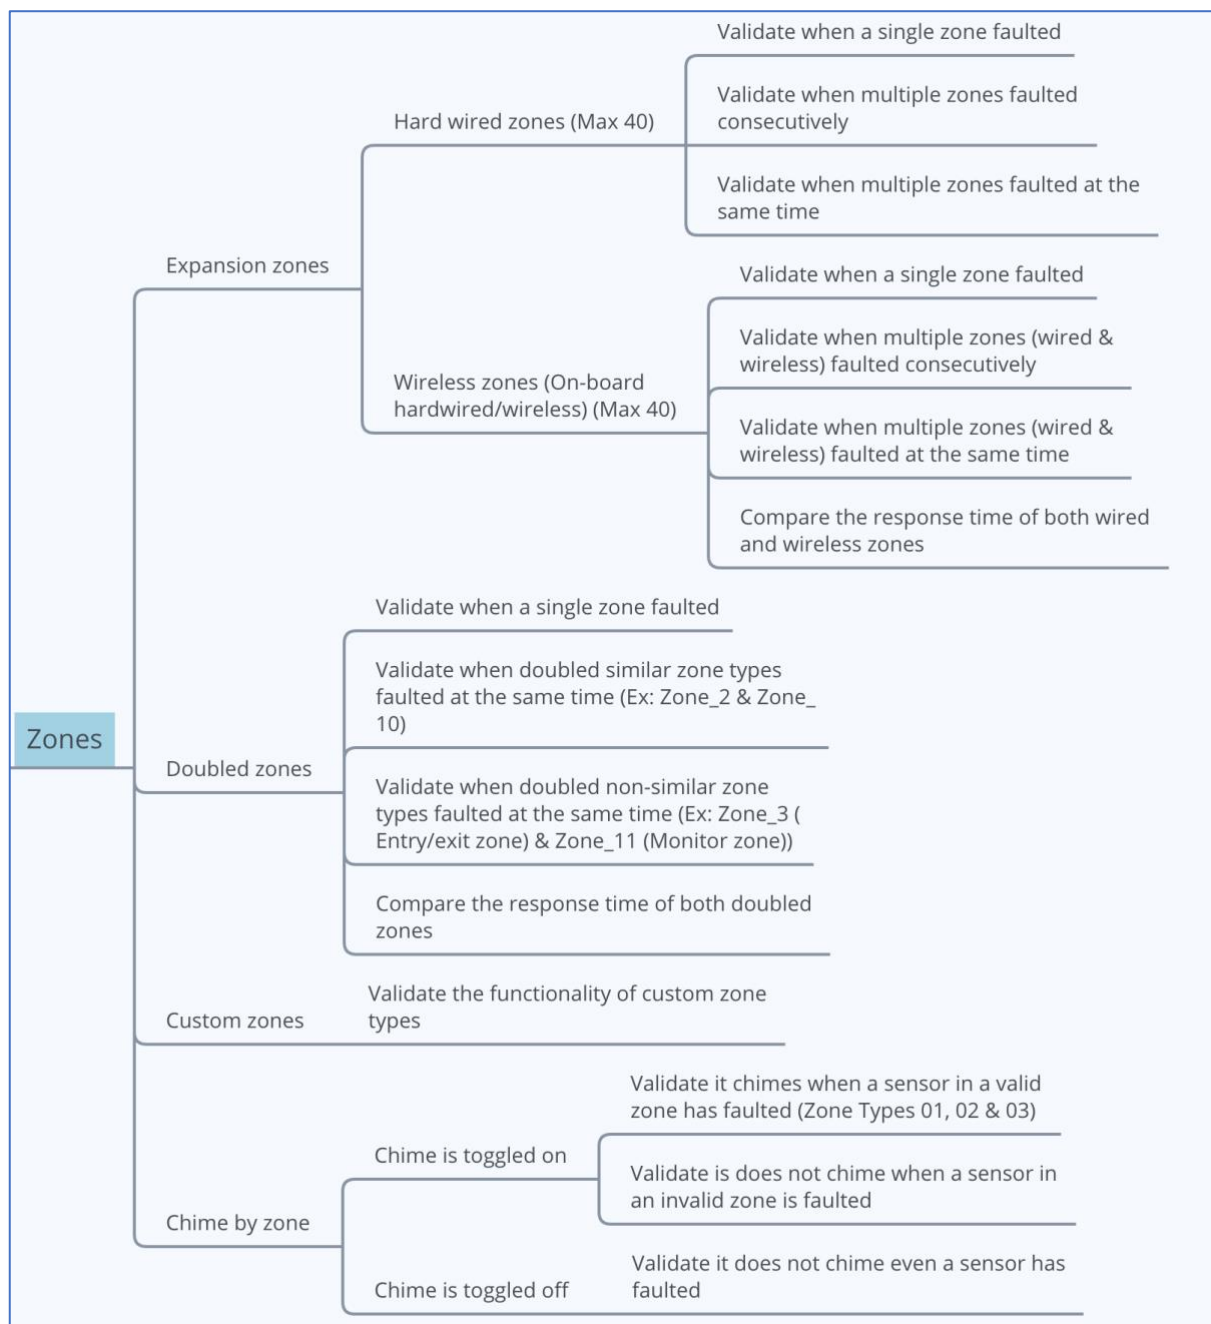 Zones
Expansion zones
Hard wired zones (Max 40)
Validate when a single zone faulted
Validate when multiple zones faulted
consecutively
Validate when multiple zones faulted at the
same time
Wireless zones (On-board
hardwired/wireless) (Max 40)
Validate when a single zone faulted
Validate when multiple zones (wired &
wireless) faulted consecutively
Validate when multiple zones (wired &
wireless) faulted at the same time
Compare the response time of both wired
and wireless zones
Doubled zones
Validate when a single zone faulted
Validate when doubled similar zone types
faulted at the same time (Ex: Zone_2 & Zone_
10)
Validate when doubled non-similar zone
types faulted at the same time (Ex: Zone_3 (
Entry/exit zone) & Zone_11 (Monitor zone))
Compare the response time of both doubled
zones
Custom zones
Validate the functionality of custom zone
types
Chime by zone
Chime is toggled on
Validate it chimes when a sensor in a valid
zone has faulted (Zone Types 01, 02 & 03)
Validate is does not chime when a sensor in
an invalid zone is faulted
Chime is toggled off
Validate it does not chime even a sensor has
faulted